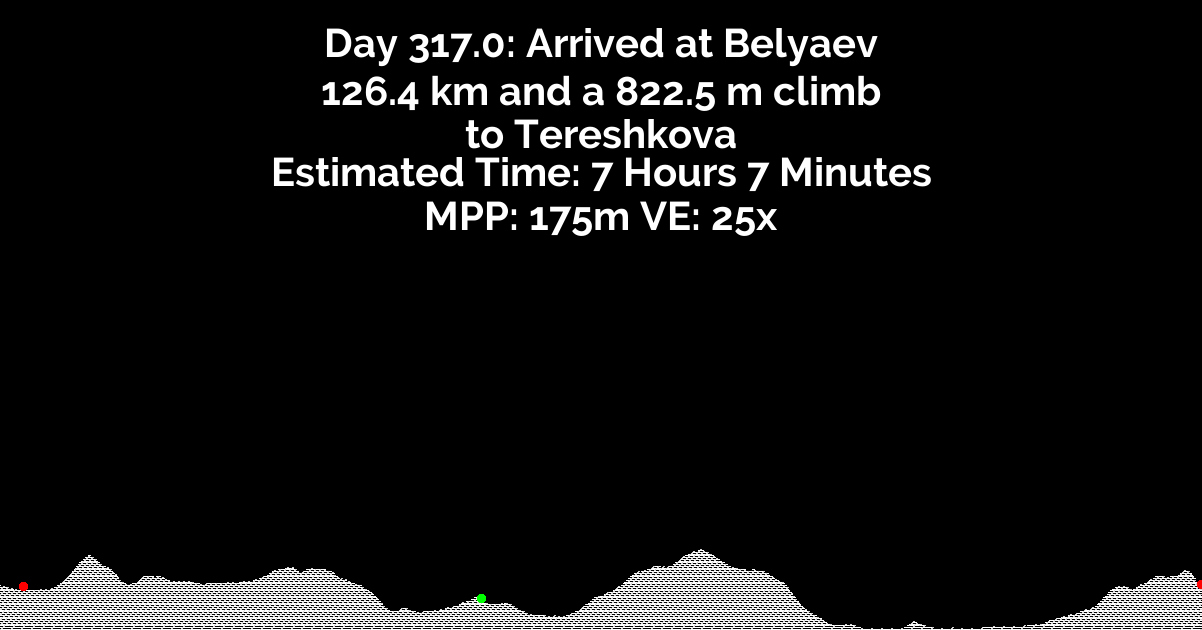 Day 317.0: Arrived at Belyaev
126.4 km and a 822.5 m climb
to Tereshkova
Estimated Time: 7 Hours 7 Minutes
MPP: 175m VE: 25x